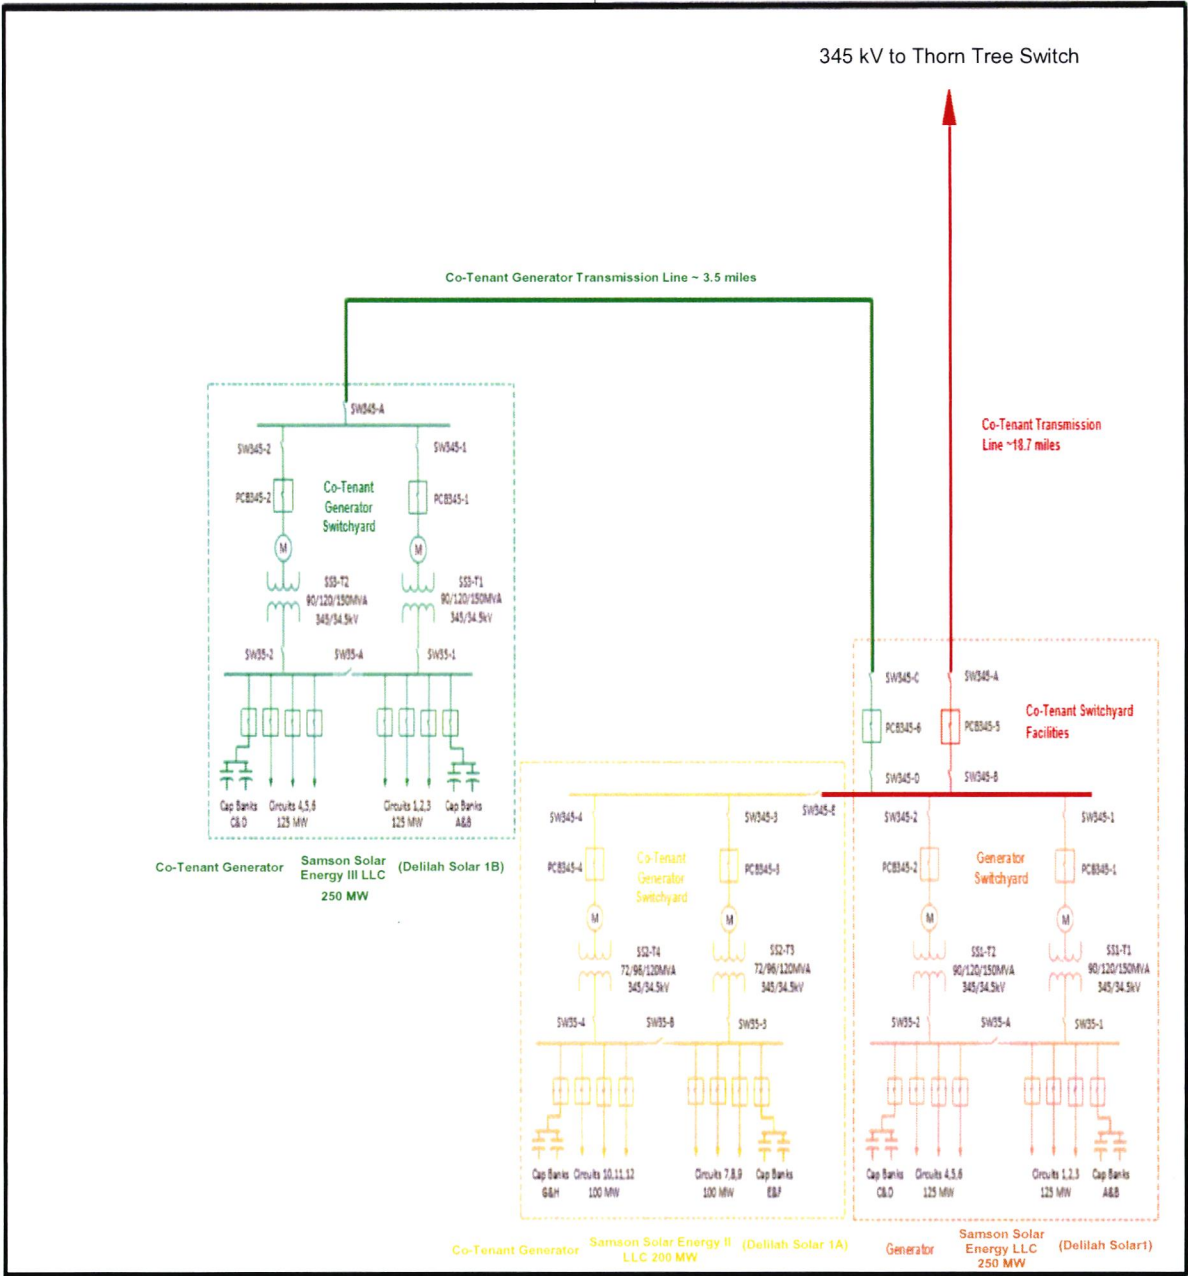 345 kV to Thorn Tree Switch
Co-Tenant Generator Transmission Line ~ 3.5 miles
SW345-A
SW345-2
SW345-1
PCB345-2
Co-Tenant
Generator
Switchyard
PCB345-1
M
M
SS3-T2
90/120/150MVA
345/34.5kV
SS3-T1
90/120/150MVA
345/34.5kV
SW35-2
SW35-A
SW35-1
Cap Banks
C&D
Circuits 4,5,6
125 MW
Circuits 1,2,3
125 MW
Cap Banks
A&B
Co-Tenant Generator
Samson Solar
Energy III LLC
250 MW
(Delilah Solar 1B)
Co-Tenant Transmission
Line ~18.7 miles
SW345-C
SW345-A
PCB345-6
PCB345-5
Co-Tenant Switchyard
Facilities
SW345-D
SW345-B
SW345-E
SW345-4
SW345-3
PCB345-4
Co-Tenant
Generator
Switchyard
PCB345-3
M
M
SS2-T4
72/96/120MVA
345/34.5kV
SS2-T3
72/96/120MVA
345/34.5kV
SW35-4
SW35-B
SW35-3
Cap Banks
G&H
Circuits 10,11,12
100 MW
Circuits 7,8,9
100 MW
Cap Banks
E&F
Co-Tenant Generator
Samson Solar Energy II
LLC 200 MW
(Delilah Solar 1A)
SW345-2
SW345-1
PCB345-2
Generator
Switchyard
PCB345-1
M
M
SS1-T2
90/120/150MVA
345/34.5kV
SS1-T1
90/120/150MVA
345/34.5kV
SW35-2
SW35-A
SW35-1
Cap Banks
C&D
Circuits 4,5,6
125 MW
Circuits 1,2,3
125 MW
Cap Banks
A&B
Generator
Samson Solar
Energy LLC
250 MW
(Delilah Solar1)